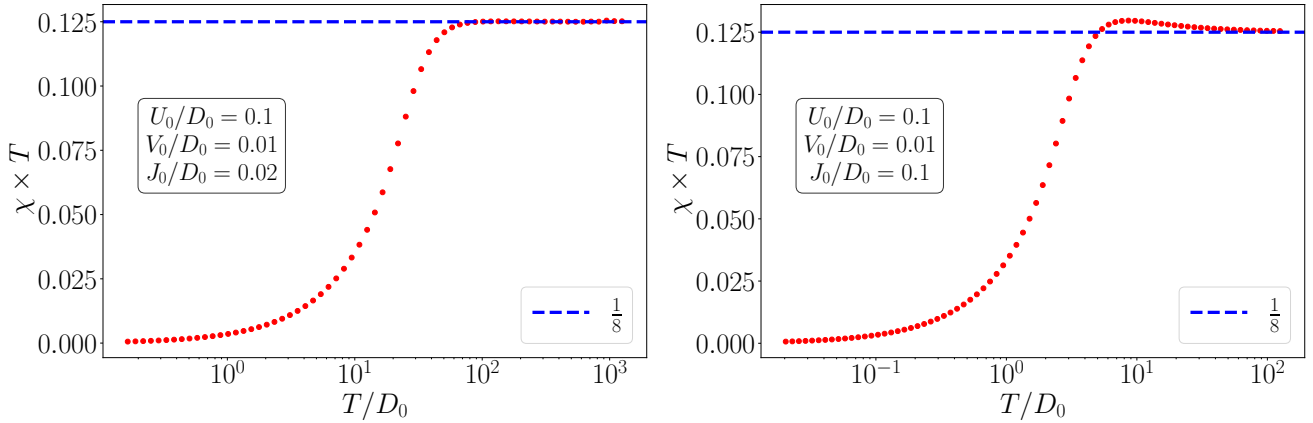 0.125
0.100
0.075
0.050
0.025
0.000
χ × T
U₀/D₀ = 0.1
V₀/D₀ = 0.01
J₀/D₀ = 0.02
1/8
10⁰
10¹
10²
10³
T/D₀
0.125
0.100
0.075
0.050
0.025
0.000
χ × T
U₀/D₀ = 0.1
V₀/D₀ = 0.01
J₀/D₀ = 0.1
1/8
10⁻¹
10⁰
10¹
10²
T/D₀